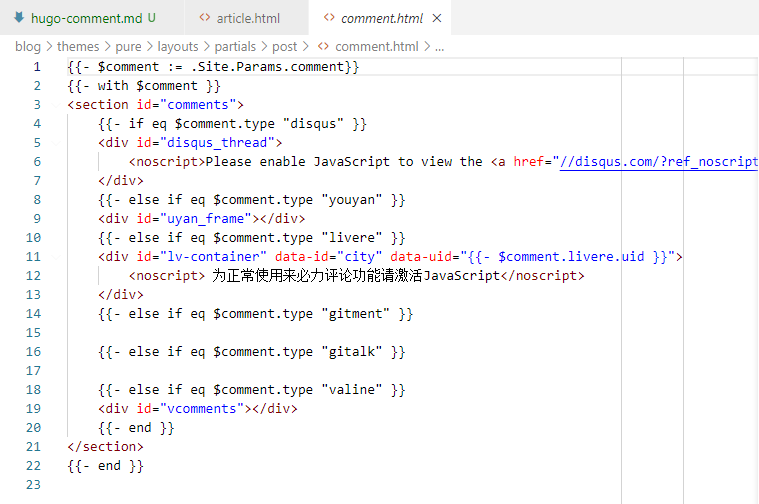 hugo-comment.md U
article.html
comment.html ×
blog > themes > pure > layouts > partials > post > <> comment.html > ...
1 {{- $comment := .Site.Params.comment}}
2 {{- with $comment }}
3 <section id="comments">
4 {{- if eq $comment.type "disqus" }}
5 <div id="disqus_thread">
6 <noscript>Please enable JavaScript to view the <a href="//disqus.com/?ref_noscript
7 </div>
8 {{- else if eq $comment.type "youyan" }}
9 <div id="uyan_frame"></div>
10 {{- else if eq $comment.type "livere" }}
11 <div id="lv-container" data-id="city" data-uid="{{- $comment.livere.uid }}">
12 <noscript> 为正常使用来必力评论功能请激活JavaScript</noscript>
13 </div>
14 {{- else if eq $comment.type "gitment" }}
15
16 {{- else if eq $comment.type "gitalk" }}
17
18 {{- else if eq $comment.type "valine" }}
19 <div id="vcomments"></div>
20 {{- end }}
21 </section>
22 {{- end }}
23